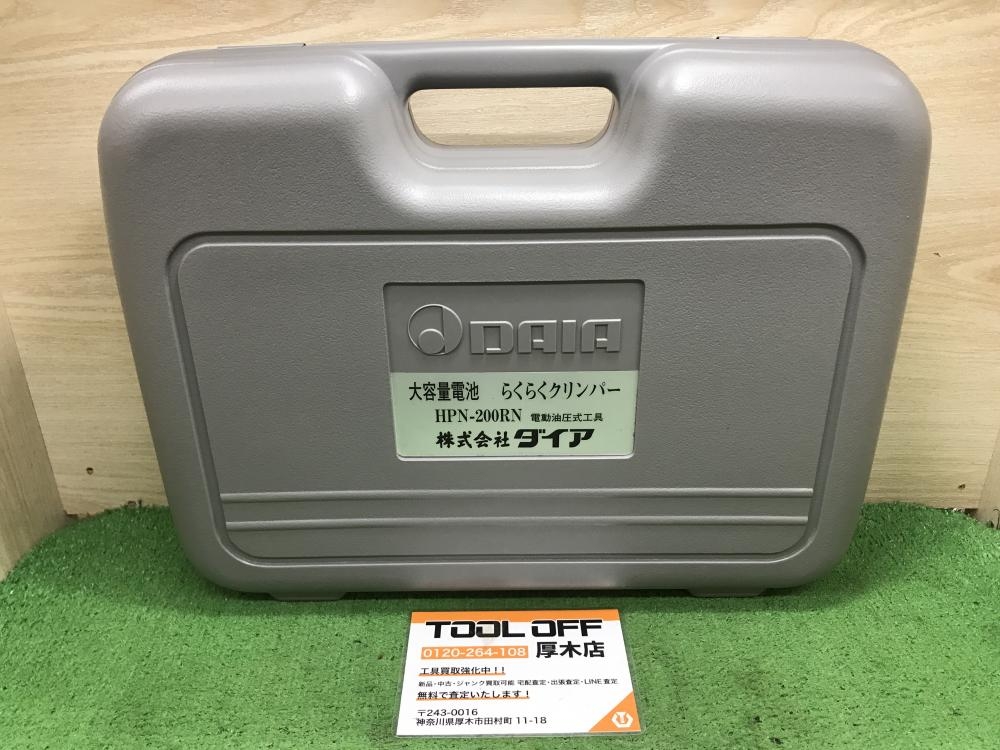 DAIA
大容量電池 らくらくクリンパー
HPN-200RN 電動油圧式工具
株式会社ダイア
TOOL OFF
0120-264-108 厚木店
工具買取強化中！！
新品・中古・ジャンク買取可能 宅配査定・出張査定・LINE査定
無料で査定いたします！
〒243-0016
神奈川県厚木市田村町 11-18